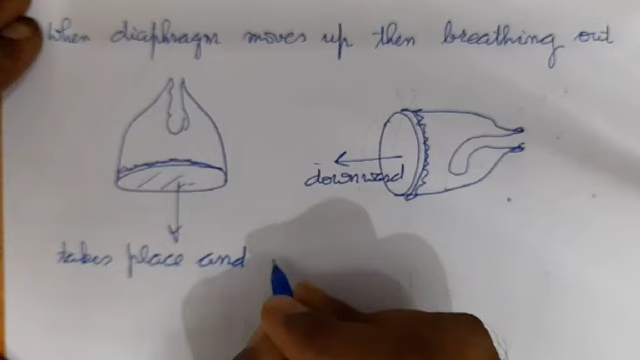 When diaphragm moves up then breathing out
downward
takes place and